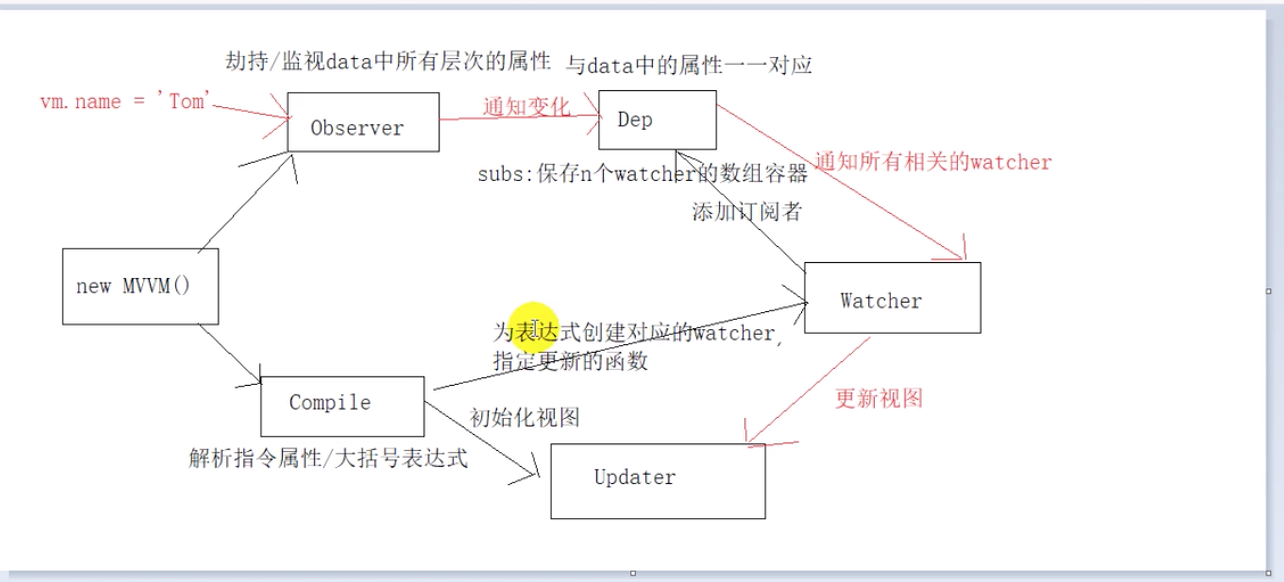 劫持/监视data中所有层次的属性
与data中的属性一一对应
vm.name = 'Tom'
Observer
通知变化
Dep
通知所有相关的watcher
subs:保存n个watcher的数组容器
添加订阅者
new MVVM()
Watcher
为表达式创建对应的watcher,
指定更新的函数
Compile
初始化视图
更新视图
解析指令属性/大括号表达式
Updater